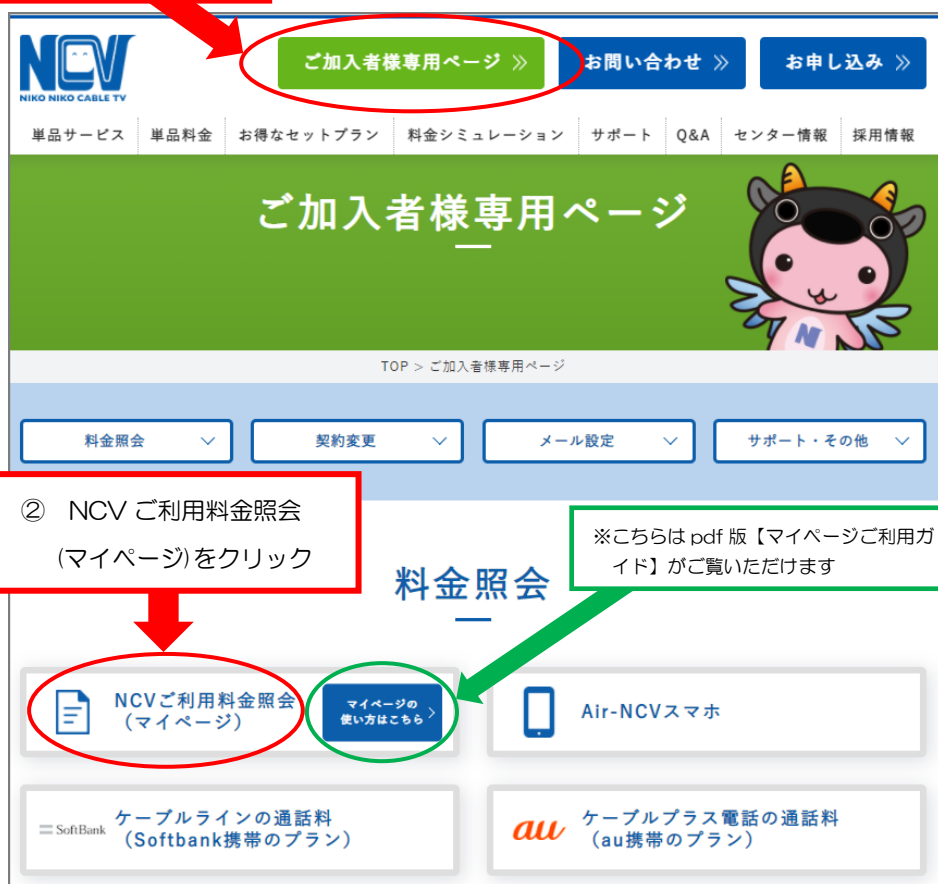 NCV
NIKO NIKO CABLE TV
ご加入者様専用ページ
お問い合わせ
お申し込み
単品サービス 単品料金 お得なセットプラン 料金シミュレーション サポート Q&A センター情報 採用情報
ご加入者様専用ページ
N
TOP > ご加入者様専用ページ
料金照会 契約変更 メール設定 サポート・その他
② NCV ご利用料金照会
(マイページ)をクリック
※こちらは pdf 版【マイページご利用ガ
イド】がご覧いただけます
料金照会
NCVご利用料金照会
(マイページ)
マイページの
使い方はこちら
Air-NCVスマホ
SoftBank
ケーブルラインの通話料
(Softbank携帯のプラン)
au
ケーブルプラス電話の通話料
(au携帯のプラン)